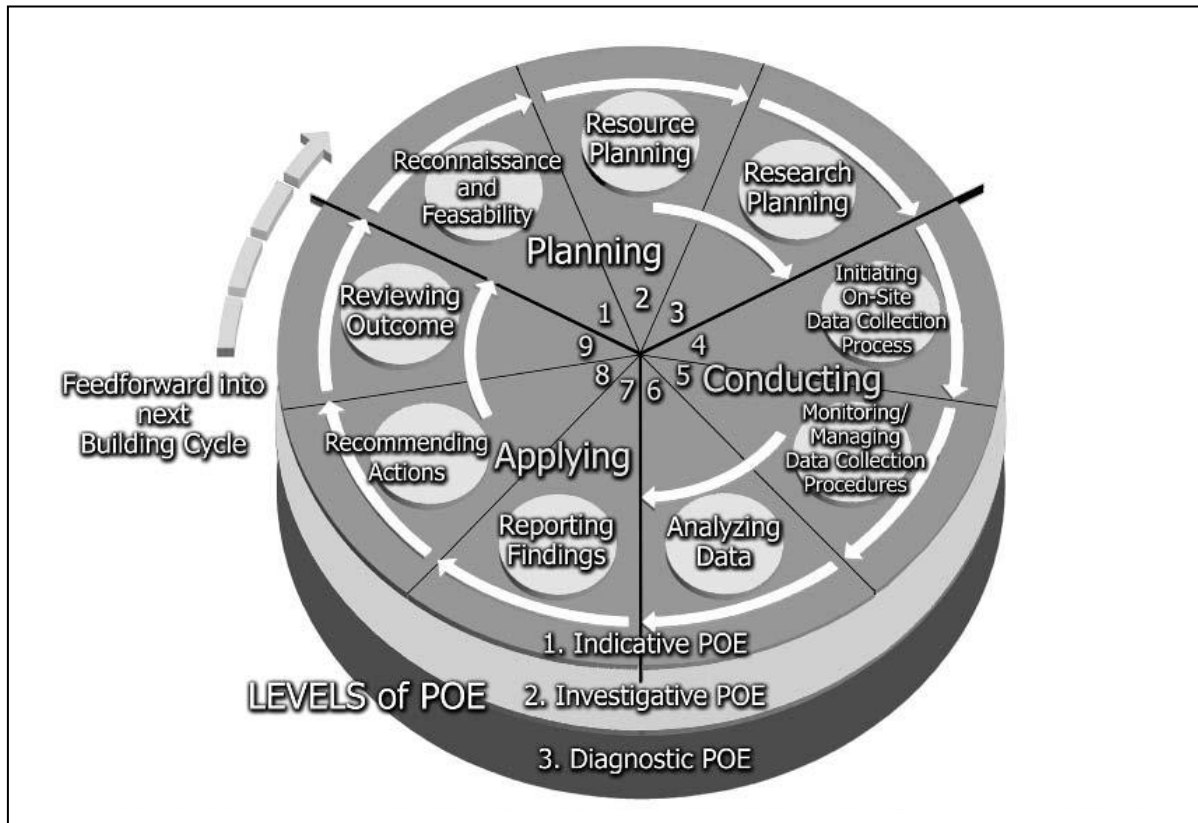 Resource
Planning
Reconnaissance
and
Feasability
Research
Planning
Planning
Initiating
On-Site
Data Collection
Process
Reviewing
Outcome
1
2
3
4
5
6
7
8
9
Conducting
Feedforward into
next
Building Cycle
Monitoring/
Managing
Data Collection
Procedures
Recommending
Actions
Applying
Reporting
Findings
Analyzing
Data
1. Indicative POE
LEVELS of POE
2. Investigative POE
3. Diagnostic POE